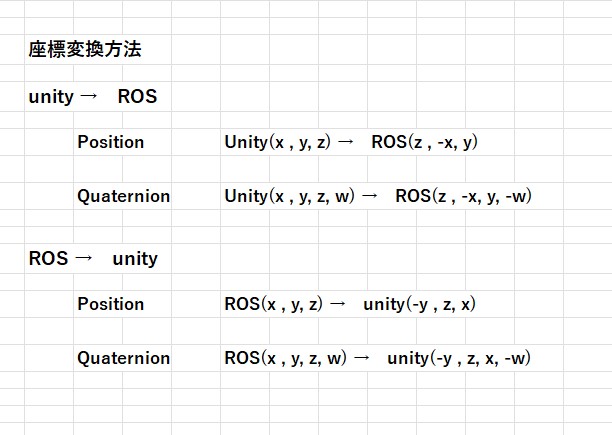 座標変換方法
unity → ROS
Position Unity(x , y, z) → ROS(z , -x, y)
Quaternion Unity(x , y, z, w) → ROS(z , -x, y, -w)
ROS → unity
Position ROS(x , y, z) → unity(-y , z, x)
Quaternion ROS(x , y, z, w) → unity(-y , z, x, -w)